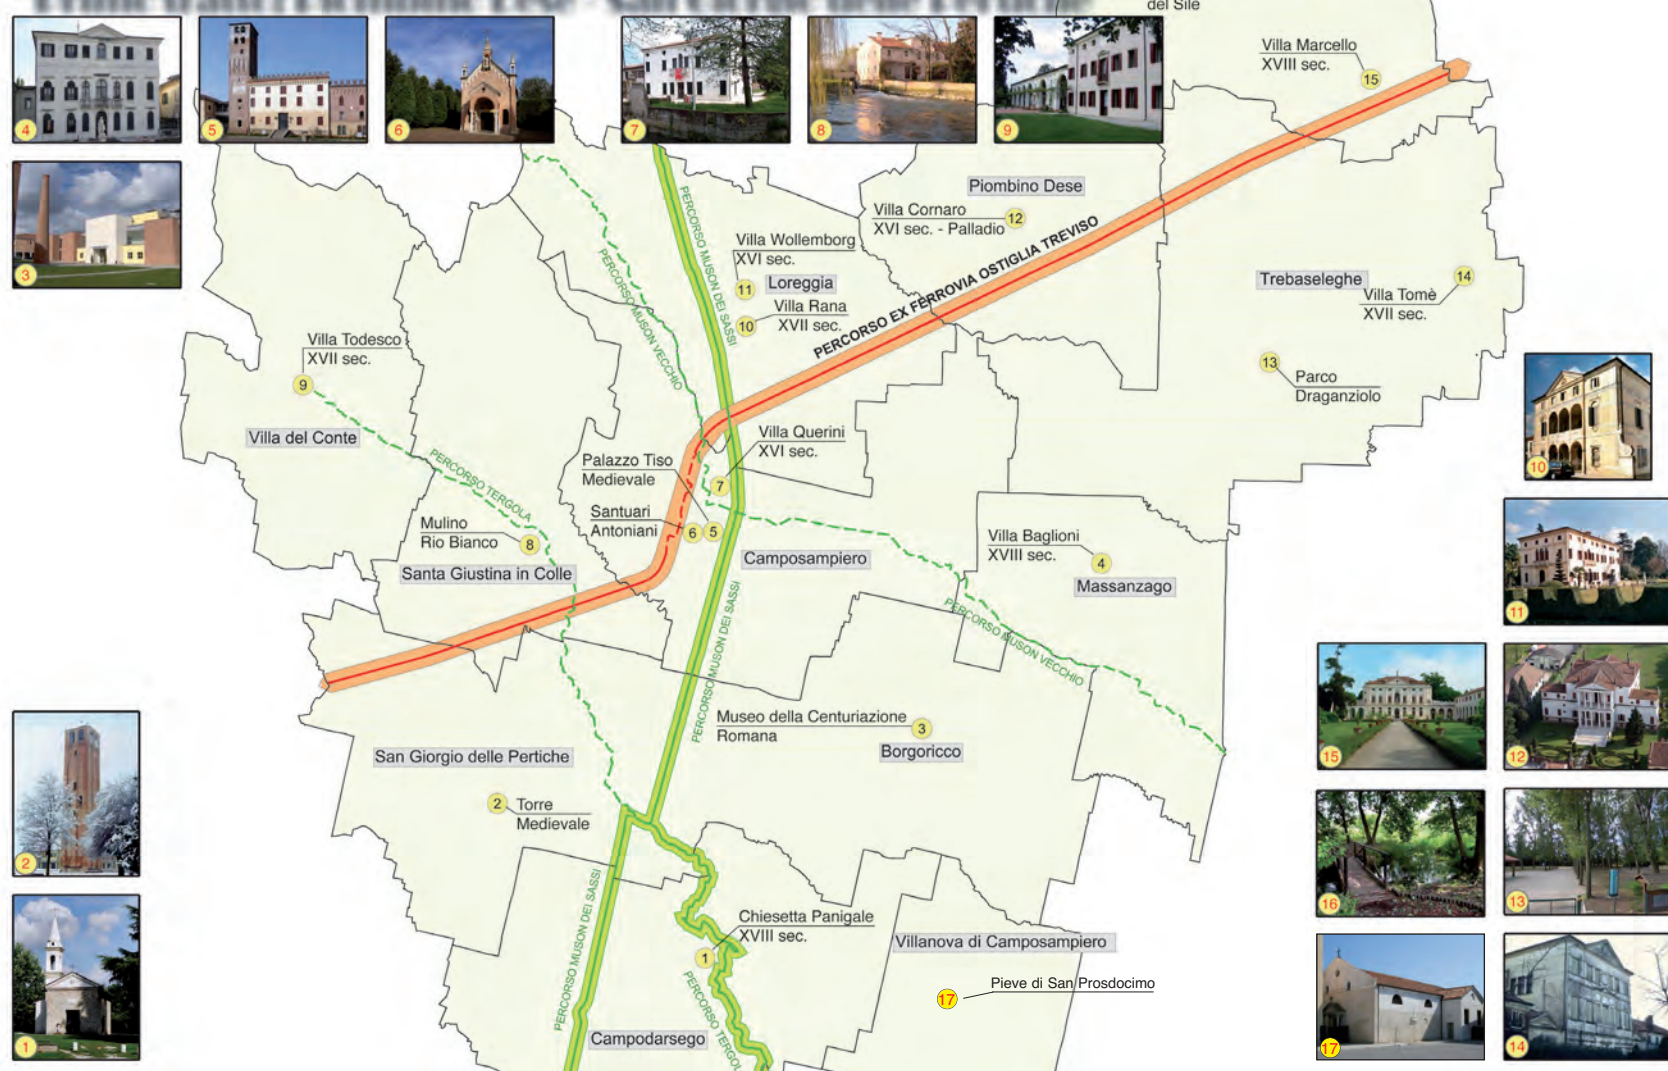 del Sile
4
5
6
7
8
9
3
Villa Marcello
XVIII sec.
15
Piombino Dese
Villa Cornaro
XVI sec. - Palladio
12
PERCORSO MUSON DEI SASSI
PERCORSO MUSON VECCHIO
Villa Wollemborg
XVI sec.
11
Loreggia
10
Villa Rana
XVII sec.
PERCORSO EX FERROVIA OSTIGLIA TREVISO
Trebaseleghe
14
Villa Tomè
XVII sec.
13
Parco
Draganziolo
Villa Todesco
XVII sec.
9
Villa del Conte
PERCORSO TERGOLA
Villa Querini
XVI sec.
7
Palazzo Tiso
Medievale
Santuari
Antoniani
6
5
Mulino
Rio Bianco
8
Santa Giustina in Colle
Camposampiero
Villa Baglioni
XVIII sec.
4
Massanzago
PERCORSO MUSON VECCHIO
PERCORSO MUSON DEI SASSI
Museo della Centuriazione
Romana
3
Borgoricco
San Giorgio delle Pertiche
2
Torre
Medievale
PERCORSO MUSON DEI SASSI
Chiesetta Panigale
XVIII sec.
1
Villanova di Camposampiero
17
Pieve di San Prosdocimo
PERCORSO TERGOL
Campodarsego
2
1
10
11
15
12
16
13
17
14